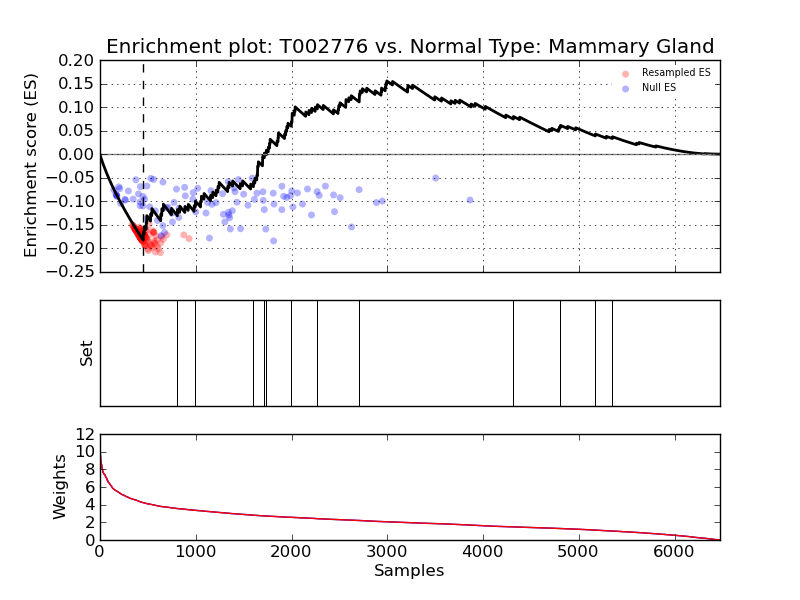 Enrichment plot: T002776 vs. Normal Type: Mammary Gland
Enrichment score (ES)
0.20
0.15
0.10
0.05
0.00
−0.05
−0.10
−0.15
−0.20
−0.25
Resampled ES
Null ES
Set
Weights
12
10
8
6
4
2
0
0 1000 2000 3000 4000 5000 6000
Samples